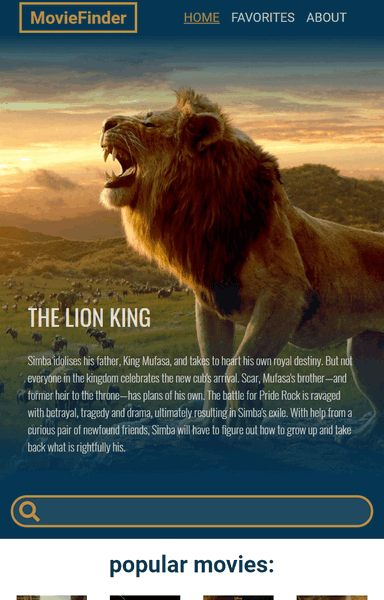 MovieFinder
HOME FAVORITES ABOUT
THE LION KING
Simba idolises his father, King Mufasa, and takes to heart his own royal destiny. But not
everyone in the kingdom celebrates the new cub's arrival. Scar, Mufasa's brother—and
former heir to the throne—has plans of his own. The battle for Pride Rock is ravaged
with betrayal, tragedy and drama, ultimately resulting in Simba's exile. With help from a
curious pair of newfound friends, Simba will have to figure out how to grow up and take
back what is rightfully his.
popular movies: